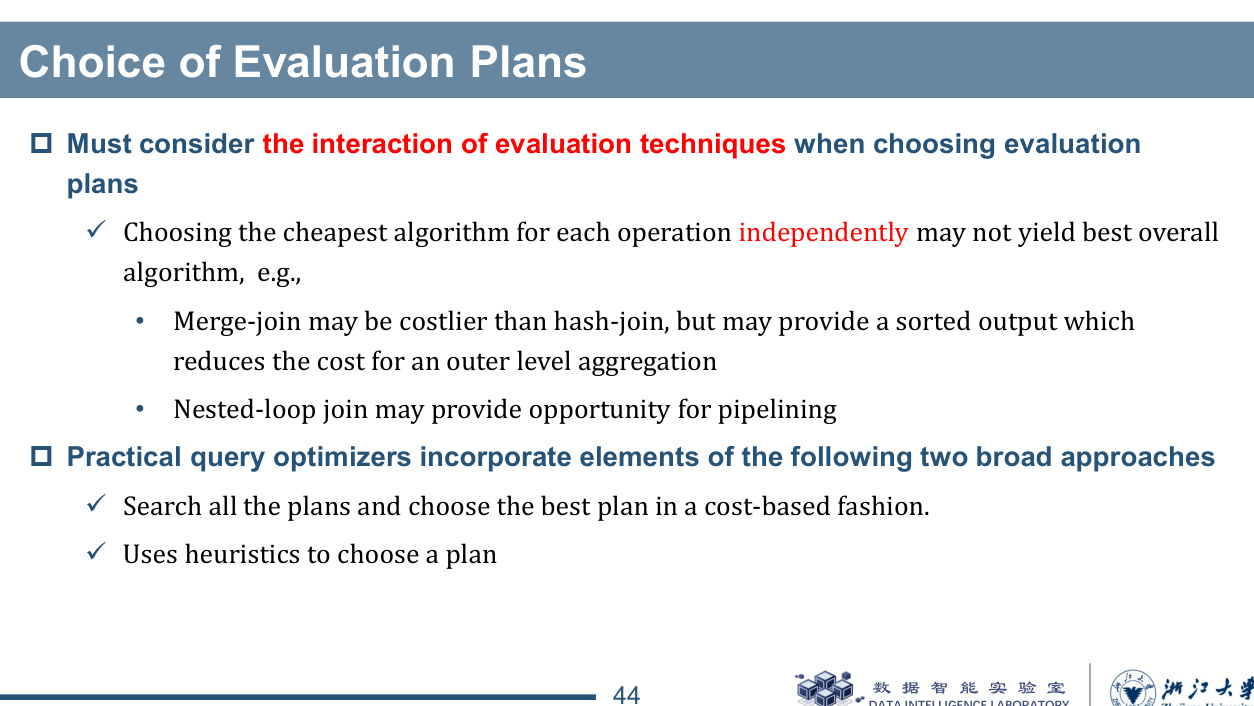 Choice of Evaluation Plans
Must consider the interaction of evaluation techniques when choosing evaluation
plans
Choosing the cheapest algorithm for each operation independently may not yield best overall
algorithm,  e.g.,
Merge-join may be costlier than hash-join, but may provide a sorted output which
reduces the cost for an outer level aggregation
Nested-loop join may provide opportunity for pipelining
Practical query optimizers incorporate elements of the following two broad approaches
Search all the plans and choose the best plan in a cost-based fashion.
Uses heuristics to choose a plan
44
数据智能实验室
DATA INTELLIGENCE LABORATORY
浙江大学
Zhejiang University